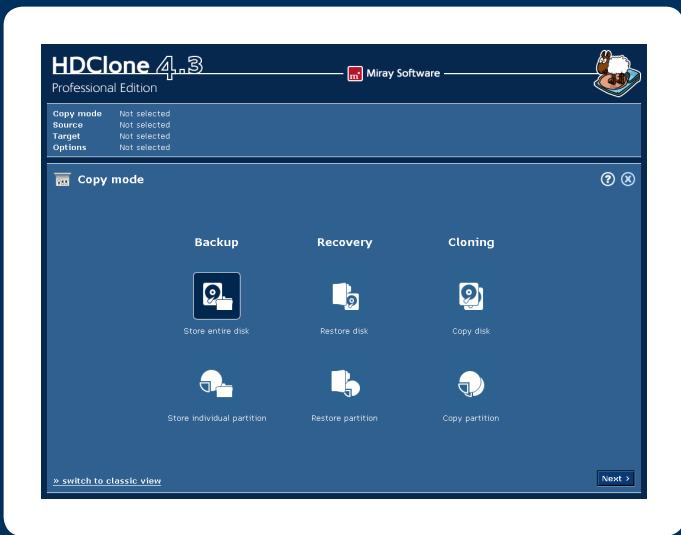 HDClone 4.3
Professional Edition
m Miray Software
Copy mode Not selected
Source Not selected
Target Not selected
Options Not selected
Copy mode
? X
Backup Recovery Cloning
Store entire disk Restore disk Copy disk
Store individual partition Restore partition Copy partition
» switch to classic view
Next >